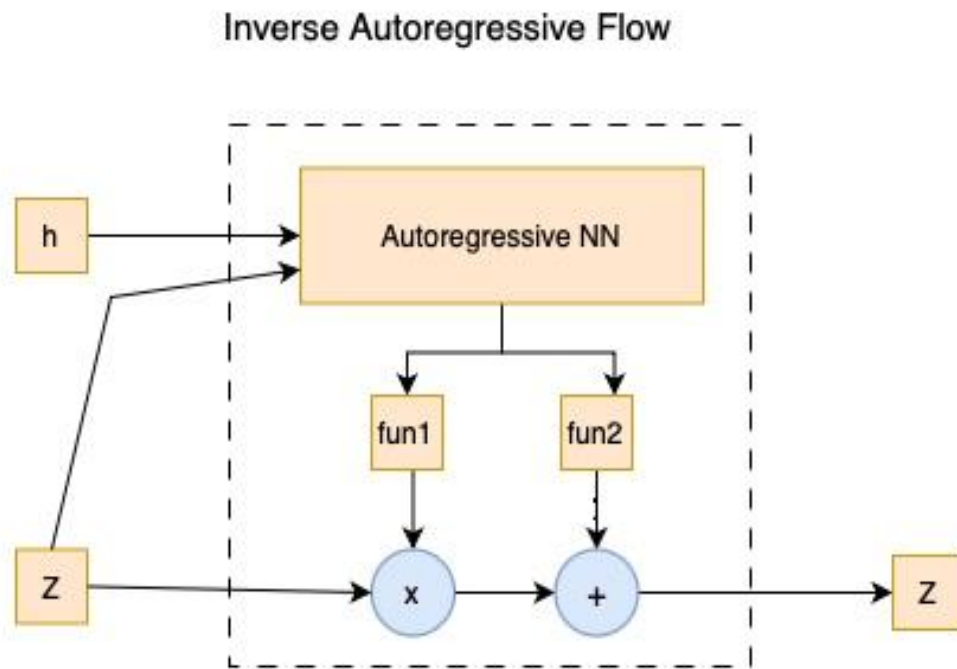 Inverse Autoregressive Flow
h
Autoregressive NN
fun1
fun2
Z
x
+
Z